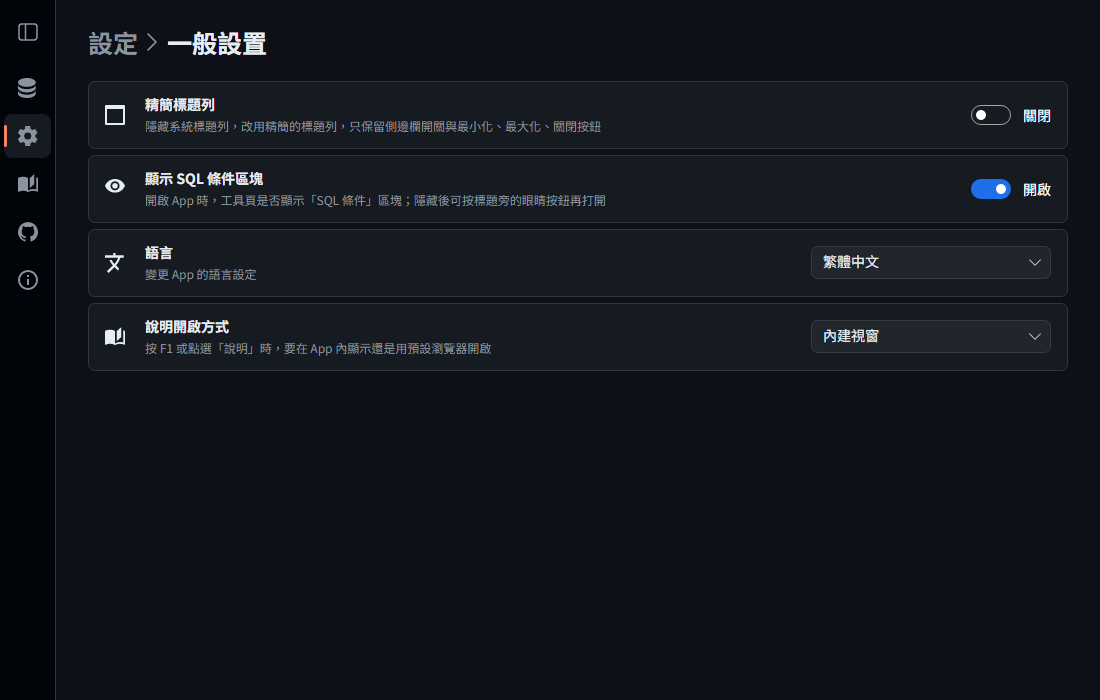 設定 > 一般設置
精簡標題列
隱藏系統標題列，改用精簡的標題列，只保留側邊欄開關與最小化、最大化、關閉按鈕
關閉
顯示 SQL 條件區塊
開啟 App 時，工具頁是否顯示「SQL 條件」區塊；隱藏後可按標題旁的眼睛按鈕再打開
開啟
語言
變更 App 的語言設定
繁體中文
說明開啟方式
按 F1 或點選「說明」時，要在 App 內顯示還是用預設瀏覽器開啟
內建視窗